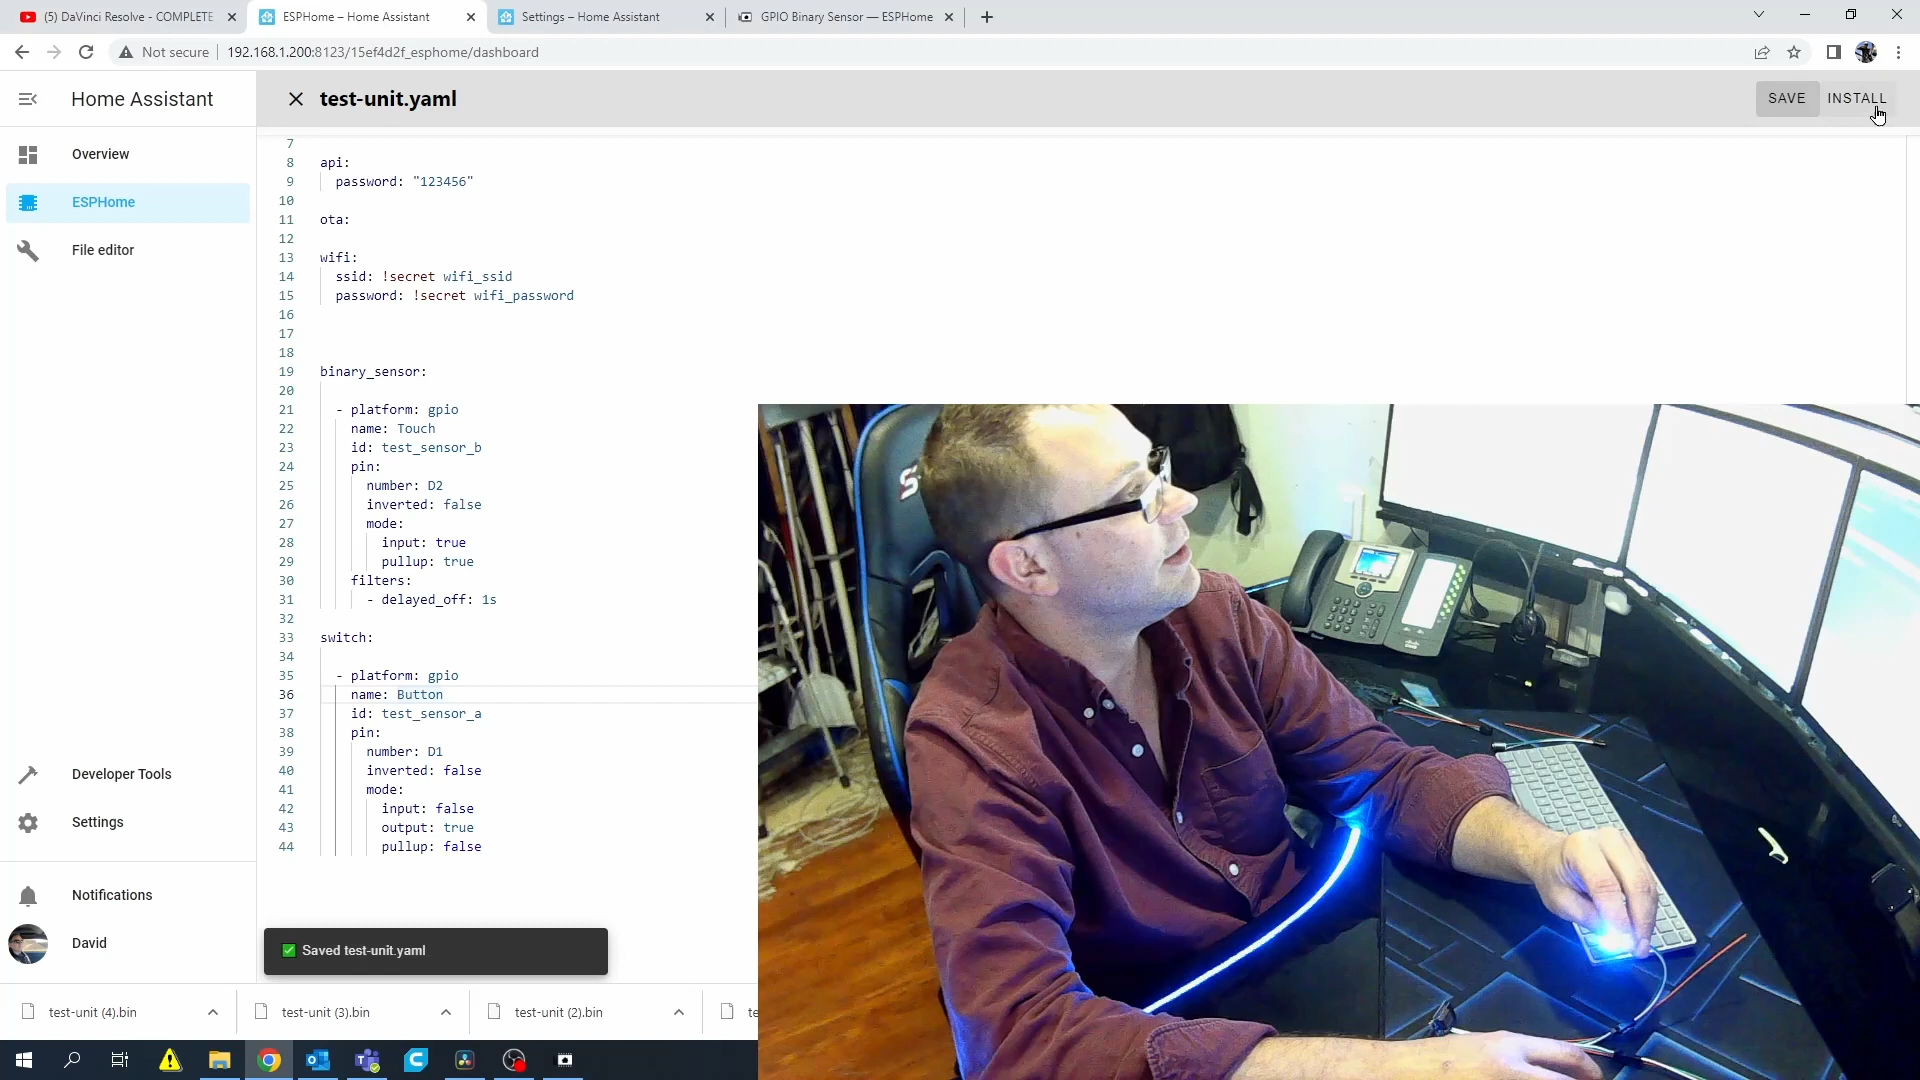 (5) DaVinci Resolve - COMPLETE
ESPHome – Home Assistant
Settings – Home Assistant
GPIO Binary Sensor — ESPHome
Not secure
192.168.1.200:8123/15ef4d2f_esphome/dashboard
Home Assistant
test-unit.yaml
SAVE
INSTALL
Overview
ESPHome
File editor
Developer Tools
Settings
Notifications
David
7
8 api:
9 password: "123456"
10
11 ota:
12
13 wifi:
14 ssid: !secret wifi_ssid
15 password: !secret wifi_password
16
17
18
19 binary_sensor:
20
21 - platform: gpio
22 name: Touch
23 id: test_sensor_b
24 pin:
25 number: D2
26 inverted: false
27 mode:
28 input: true
29 pullup: true
30 filters:
31 - delayed_off: 1s
32
33 switch:
34
35 - platform: gpio
36 name: Button
37 id: test_sensor_a
38 pin:
39 number: D1
40 inverted: false
41 mode:
42 input: false
43 output: true
44 pullup: false
Saved test-unit.yaml
test-unit (4).bin
test-unit (3).bin
test-unit (2).bin
te